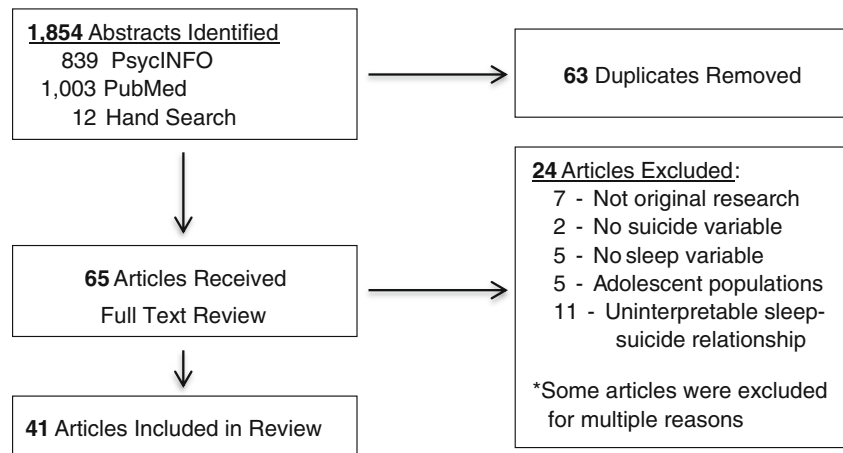 1,854 Abstracts Identified
839 PsycINFO
1,003 PubMed
12 Hand Search
63 Duplicates Removed
65 Articles Received
Full Text Review
24 Articles Excluded:
7 - Not original research
2 - No suicide variable
5 - No sleep variable
5 - Adolescent populations
11 - Uninterpretable sleep-
suicide relationship
*Some articles were excluded
for multiple reasons
41 Articles Included in Review